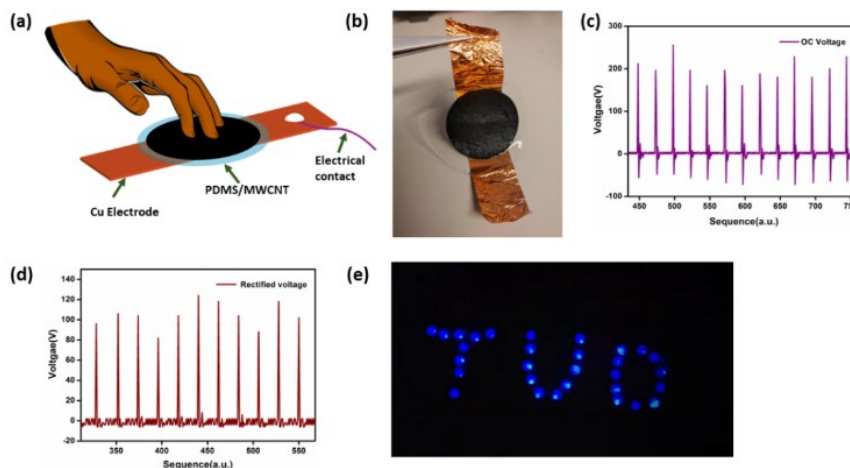 (a)
Cu Electrode
PDMS/MWCNT
Electrical
contact
(b)
(c)
OC Voltage
Voltgae(V)
300
200
100
0
-100
450 500 550 600 650 700 750
Sequence(a.u.)
(d)
Rectified voltage
Voltgae(V)
140
120
100
80
60
40
20
0
350 400 450 500 550
Sequence(a.u.)
(e)
TUD